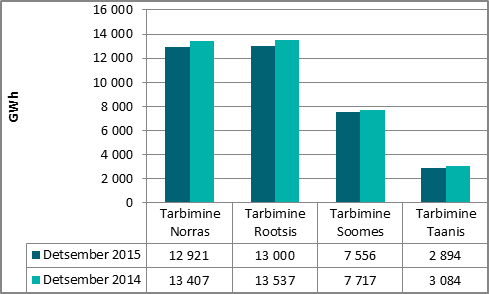 16 000
14 000
12 000
10 000
8 000
6 000
4 000
2 000
0
GWh
Tarbimine Norras
Tarbimine Rootsis
Tarbimine Soomes
Tarbimine Taanis
Detsember 2015 12 921 13 000 7 556 2 894
Detsember 2014 13 407 13 537 7 717 3 084